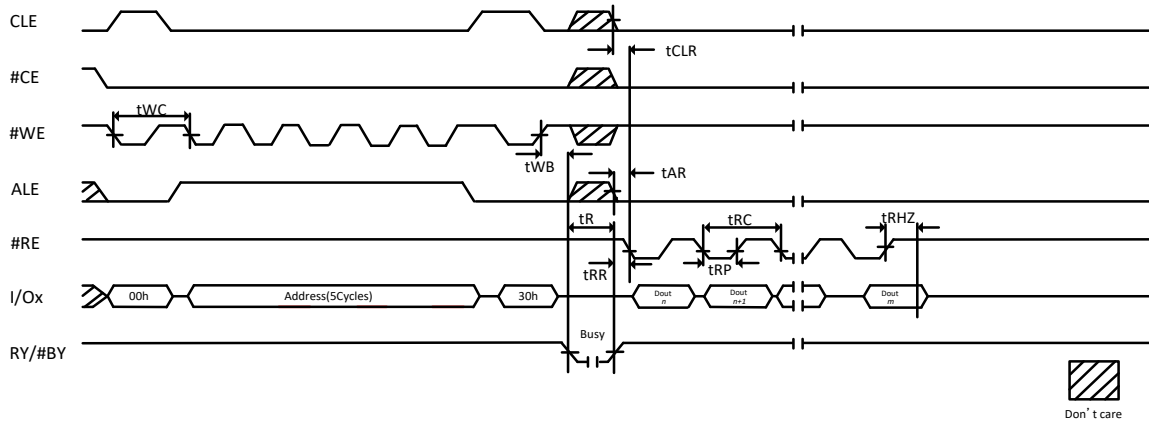 CLE
tCLR
#CE
tWC
#WE
tWB
tAR
ALE
tR
tRC
tRHZ
#RE
tRR
tRP
I/Ox
00h
Address(5Cycles)
30h
Dout
n
Dout
n+1
Dout
m
Busy
RY/#BY
Don't care